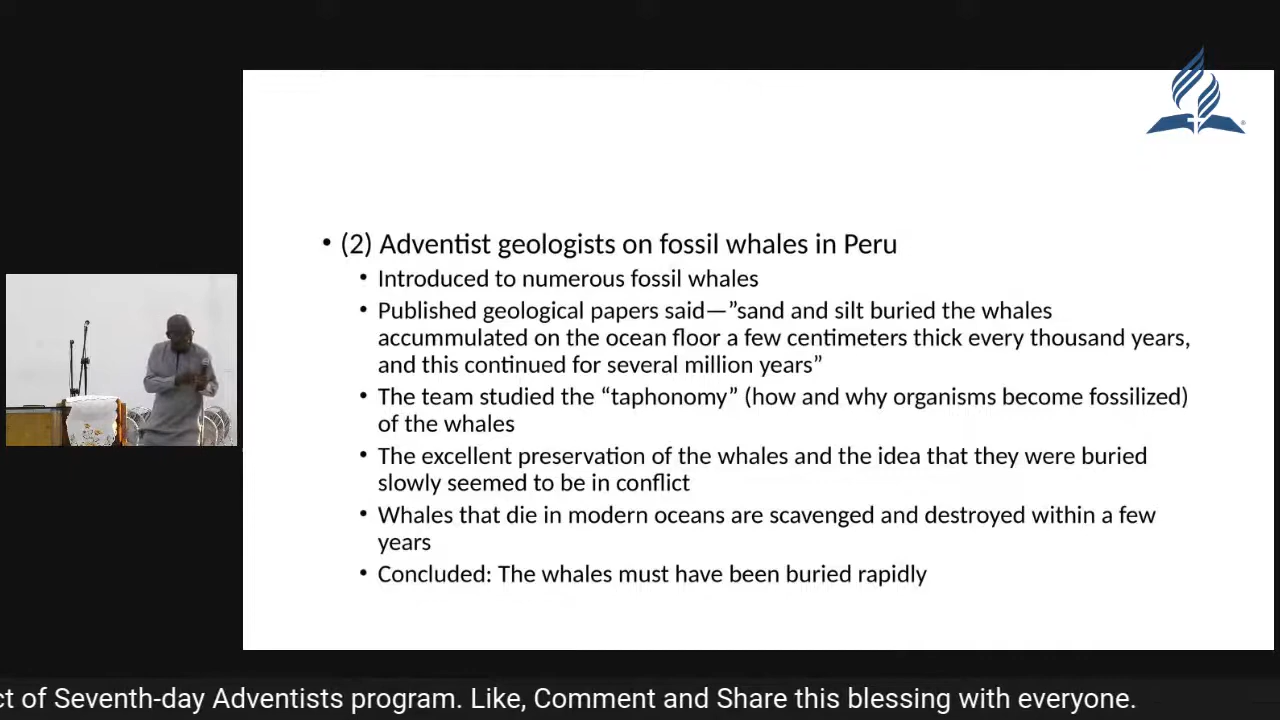 • (2) Adventist geologists on fossil whales in Peru
• Introduced to numerous fossil whales
• Published geological papers said—”sand and silt buried the whales
accummulated on the ocean floor a few centimeters thick every thousand years,
and this continued for several million years”
• The team studied the “taphonomy” (how and why organisms become fossilized)
of the whales
• The excellent preservation of the whales and the idea that they were buried
slowly seemed to be in conflict
• Whales that die in modern oceans are scavenged and destroyed within a few
years
• Concluded: The whales must have been buried rapidly
ct of Seventh-day Adventists program. Like, Comment and Share this blessing with everyone.